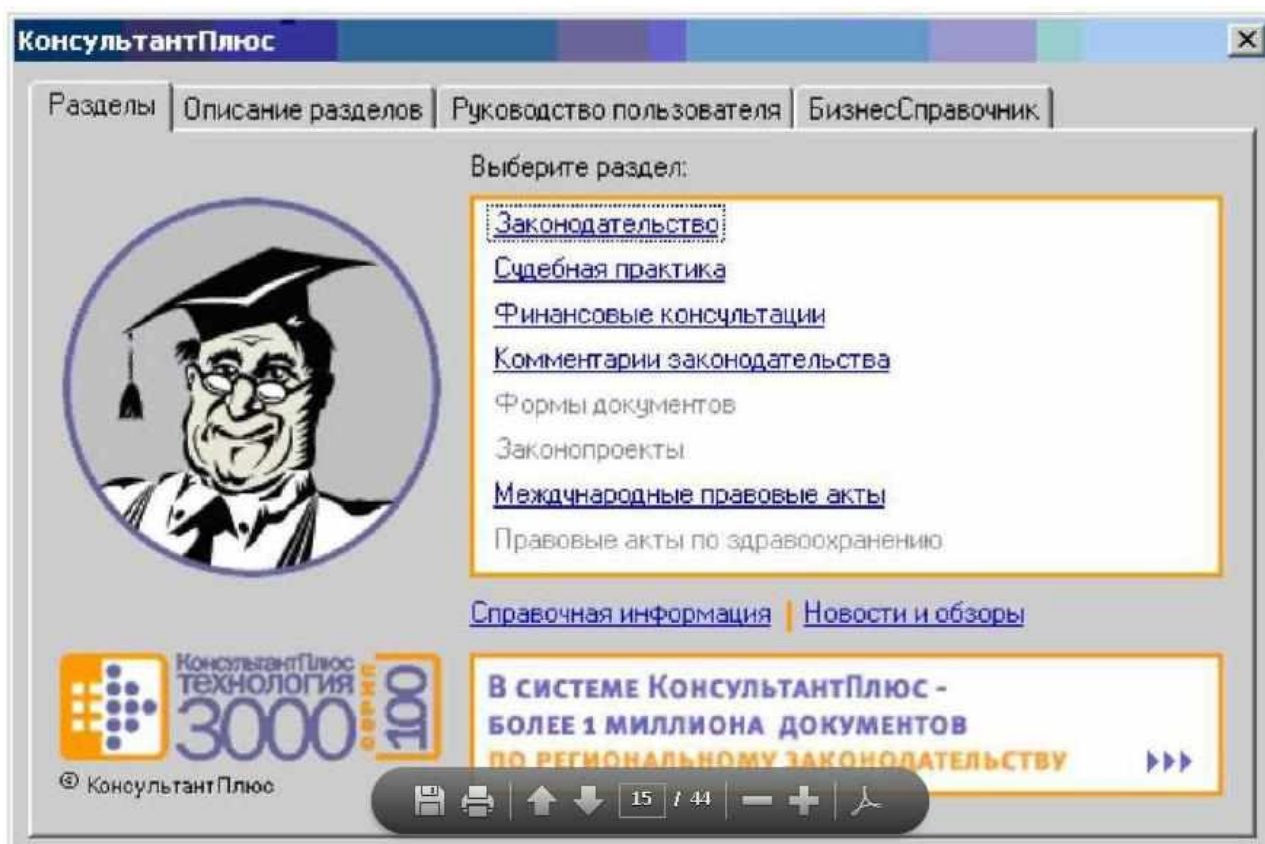 КонсультантПлюс
Разделы Описание разделов Руководство пользователя БизнесСправочник
Выберите раздел:
Законодательство
Судебная практика
Финансовые консультации
Комментарии законодательства
Формы документов
Законопроекты
Международные правовые акты
Правовые акты по здравоохранению
Справочная информация | Новости и обзоры
КонсультантПлюс
ТЕХНОЛОГИЯ
3000
СЕРИЯ
100
© КонсультантПлюс
В СИСТЕМЕ КОНСУЛЬТАНТПЛЮС -
БОЛЕЕ 1 МИЛЛИОНА ДОКУМЕНТОВ
ПО РЕГИОНАЛЬНОМУ ЗАКОНОДАТЕЛЬСТВУ
15 / 44